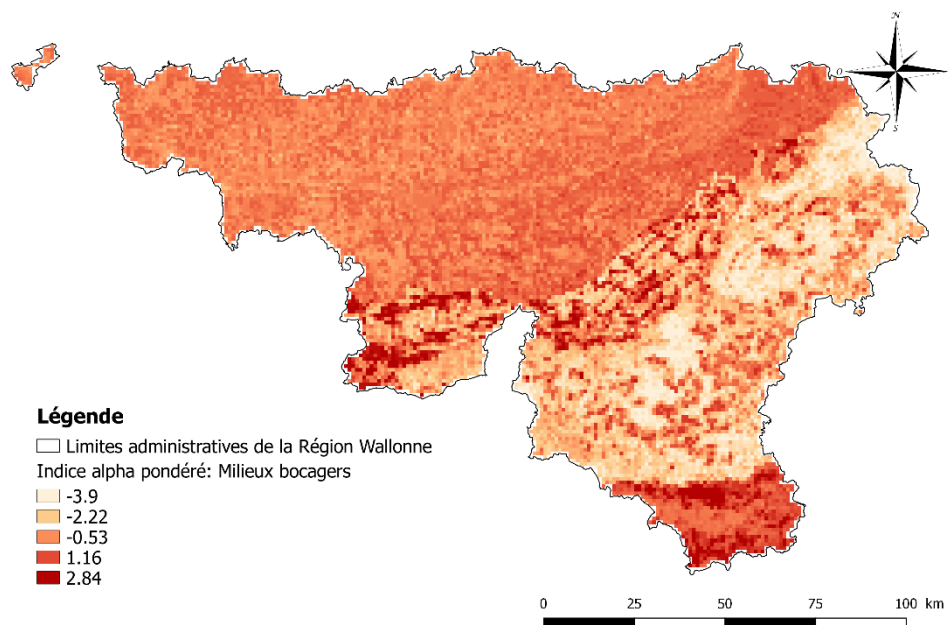 N
O
S
Légende
Limites administratives de la Région Wallonne
Indice alpha pondéré: Milieux bocagers
-3.9
-2.22
-0.53
1.16
2.84
0 25 50 75 100 km